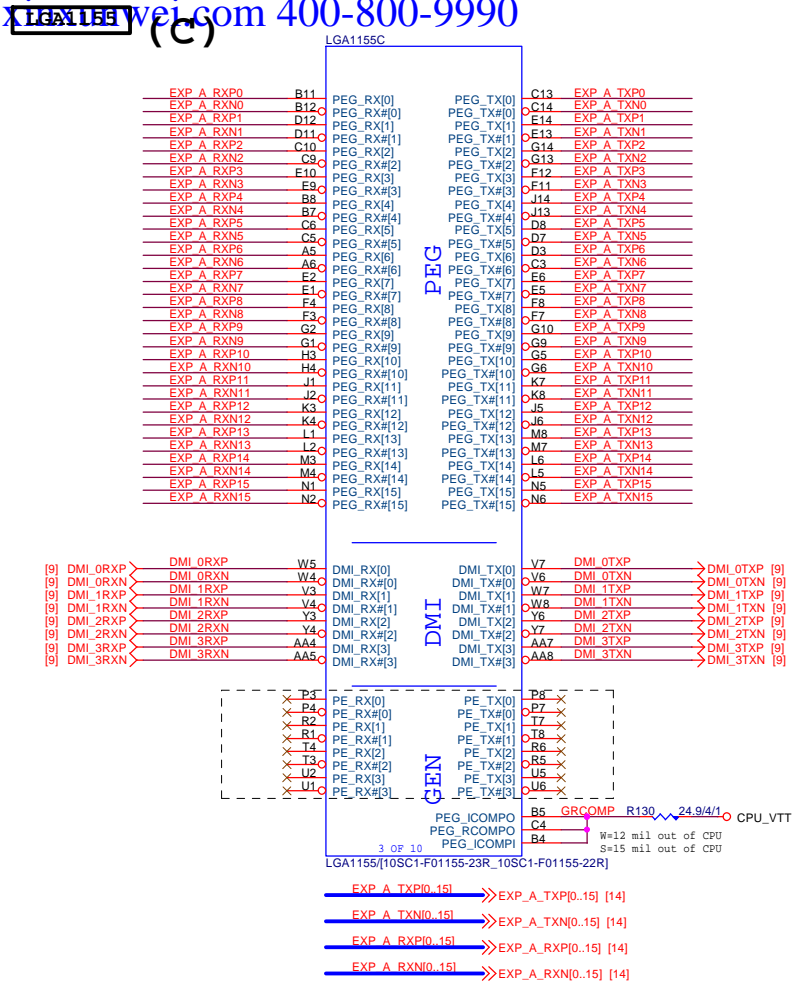 xinxunwei.com 400-800-9990
LGA1155 (C)
LGA1155C
EXP_A_RXP0 B11 PEG_RX[0] PEG_TX[0] C13 EXP_A_TXP0
EXP_A_RXN0 B12 PEG_RX#[0] PEG_TX#[0] C14 EXP_A_TXN0
EXP_A_RXP1 D12 PEG_RX[1] PEG_TX[1] E14 EXP_A_TXP1
EXP_A_RXN1 D11 PEG_RX#[1] PEG_TX#[1] E13 EXP_A_TXN1
EXP_A_RXP2 C10 PEG_RX[2] PEG_TX[2] G14 EXP_A_TXP2
EXP_A_RXN2 C9 PEG_RX#[2] PEG_TX#[2] G13 EXP_A_TXN2
EXP_A_RXP3 E10 PEG_RX[3] PEG_TX[3] F12 EXP_A_TXP3
EXP_A_RXN3 E9 PEG_RX#[3] PEG_TX#[3] F11 EXP_A_TXN3
EXP_A_RXP4 B8 PEG_RX[4] PEG_TX[4] J14 EXP_A_TXP4
EXP_A_RXN4 B7 PEG_RX#[4] PEG_TX#[4] J13 EXP_A_TXN4
EXP_A_RXP5 C6 PEG_RX[5] PEG_TX[5] D8 EXP_A_TXP5
EXP_A_RXN5 C5 PEG_RX#[5] PEG_TX#[5] D7 EXP_A_TXN5
EXP_A_RXP6 A5 PEG_RX[6] PEG_TX[6] D3 EXP_A_TXP6
EXP_A_RXN6 A6 PEG_RX#[6] PEG_TX#[6] C3 EXP_A_TXN6
PEG
EXP_A_RXP7 E2 PEG_RX[7] PEG_TX[7] E6 EXP_A_TXP7
EXP_A_RXN7 E1 PEG_RX#[7] PEG_TX#[7] E5 EXP_A_TXN7
EXP_A_RXP8 F4 PEG_RX[8] PEG_TX[8] F8 EXP_A_TXP8
EXP_A_RXN8 F3 PEG_RX#[8] PEG_TX#[8] F7 EXP_A_TXN8
EXP_A_RXP9 G2 PEG_RX[9] PEG_TX[9] G10 EXP_A_TXP9
EXP_A_RXN9 G1 PEG_RX#[9] PEG_TX#[9] G9 EXP_A_TXN9
EXP_A_RXP10 H3 PEG_RX[10] PEG_TX[10] G5 EXP_A_TXP10
EXP_A_RXN10 H4 PEG_RX#[10] PEG_TX#[10] G6 EXP_A_TXN10
EXP_A_RXP11 J1 PEG_RX[11] PEG_TX[11] K7 EXP_A_TXP11
EXP_A_RXN11 J2 PEG_RX#[11] PEG_TX#[11] K8 EXP_A_TXN11
EXP_A_RXP12 K3 PEG_RX[12] PEG_TX[12] J5 EXP_A_TXP12
EXP_A_RXN12 K4 PEG_RX#[12] PEG_TX#[12] J6 EXP_A_TXN12
EXP_A_RXP13 L1 PEG_RX[13] PEG_TX[13] M8 EXP_A_TXP13
EXP_A_RXN13 L2 PEG_RX#[13] PEG_TX#[13] M7 EXP_A_TXN13
EXP_A_RXP14 M3 PEG_RX[14] PEG_TX[14] L6 EXP_A_TXP14
EXP_A_RXN14 M4 PEG_RX#[14] PEG_TX#[14] L5 EXP_A_TXN14
EXP_A_RXP15 N1 PEG_RX[15] PEG_TX[15] N5 EXP_A_TXP15
EXP_A_RXN15 N2 PEG_RX#[15] PEG_TX#[15] N6 EXP_A_TXN15
[9] DMI_0RXP DMI_0RXP W5 DMI_RX[0] DMI_TX[0] V7 DMI_0TXP DMI_0TXP [9]
[9] DMI_0RXN DMI_0RXN W4 DMI_RX#[0] DMI_TX#[0] V6 DMI_0TXN DMI_0TXN [9]
[9] DMI_1RXP DMI_1RXP V3 DMI_RX[1] DMI_TX[1] W7 DMI_1TXP DMI_1TXP [9]
[9] DMI_1RXN DMI_1RXN V4 DMI_RX#[1] DMI_TX#[1] W8 DMI_1TXN DMI_1TXN [9]
DMI
[9] DMI_2RXP DMI_2RXP Y3 DMI_RX[2] DMI_TX[2] Y6 DMI_2TXP DMI_2TXP [9]
[9] DMI_2RXN DMI_2RXN Y4 DMI_RX#[2] DMI_TX#[2] Y7 DMI_2TXN DMI_2TXN [9]
[9] DMI_3RXP DMI_3RXP AA4 DMI_RX[3] DMI_TX[3] AA7 DMI_3TXP DMI_3TXP [9]
[9] DMI_3RXN DMI_3RXN AA5 DMI_RX#[3] DMI_TX#[3] AA8 DMI_3TXN DMI_3TXN [9]
P3 PE_RX[0] PE_TX[0] P8
P4 PE_RX#[0] PE_TX#[0] P7
R2 PE_RX[1] PE_TX[1] T7
R1 PE_RX#[1] PE_TX#[1] T8
T4 PE_RX[2] PE_TX[2] R6
T3 PE_RX#[2] PE_TX#[2] R5
GEN
U2 PE_RX[3] PE_TX[3] U5
U1 PE_RX#[3] PE_TX#[3] U6
PEG_ICOMPO B5 GRCOMP R130 24.9/4/1 CPU_VTT
PEG_RCOMPO C4
W=12 mil out of CPU
PEG_ICOMPI B4
S=15 mil out of CPU
3 OF 10
LGA1155/[10SC1-F01155-23R_10SC1-F01155-22R]
EXP_A_TXP[0..15] EXP_A_TXP[0..15] [14]
EXP_A_TXN[0..15] EXP_A_TXN[0..15] [14]
EXP_A_RXP[0..15] EXP_A_RXP[0..15] [14]
EXP_A_RXN[0..15] EXP_A_RXN[0..15] [14]